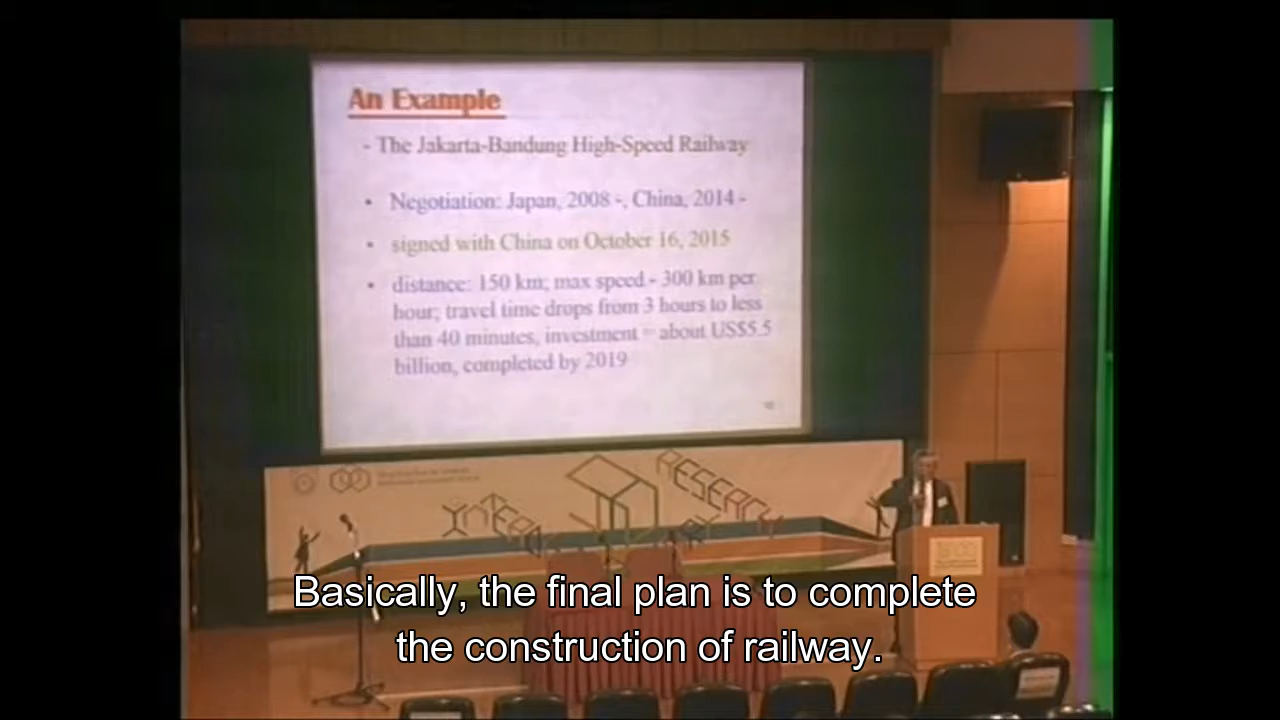 An Example
- The Jakarta-Bandung High-Speed Railway
• Negotiation: Japan, 2008 -, China, 2014 -
• signed with China on October 16, 2015
• distance: 150 km; max speed - 300 km per
hour; travel time drops from 3 hours to less
than 40 minutes, investment = about US$5.5
billion, completed by 2019
RESEARCH
Basically, the final plan is to complete
the construction of railway.